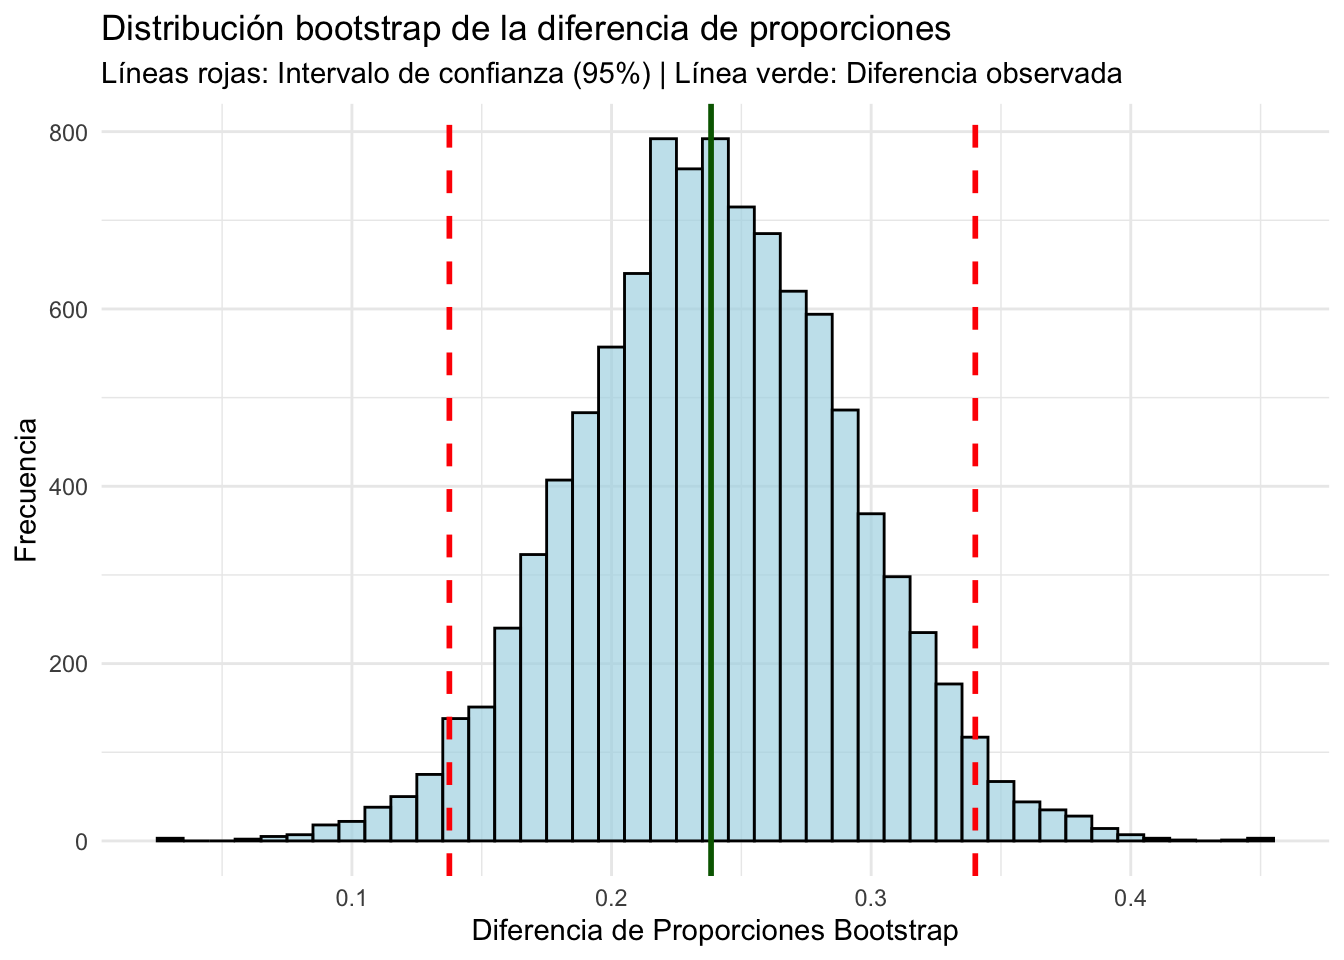 Distribución bootstrap de la diferencia de proporciones
Líneas rojas: Intervalo de confianza (95%) | Línea verde: Diferencia observada
800
600
400
200
0
Frecuencia
0.1 0.2 0.3 0.4
Diferencia de Proporciones Bootstrap